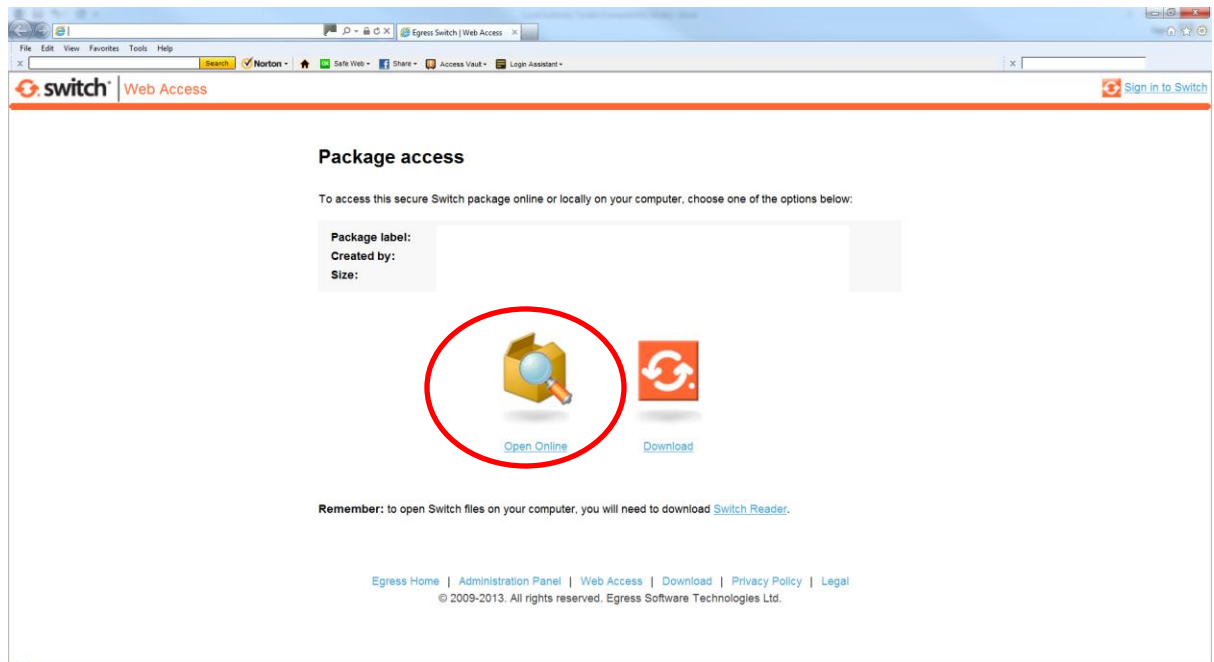 Egress Switch | Web Access
File Edit View Favorites Tools Help
Search Norton Safe Web Share Access Vault Login Assistant
switch Web Access
Sign in to Switch
Package access
To access this secure Switch package online or locally on your computer, choose one of the options below:
Package label:
Created by:
Size:
Open Online Download
Remember: to open Switch files on your computer, you will need to download Switch Reader.
Egress Home | Administration Panel | Web Access | Download | Privacy Policy | Legal
© 2009-2013. All rights reserved. Egress Software Technologies Ltd.